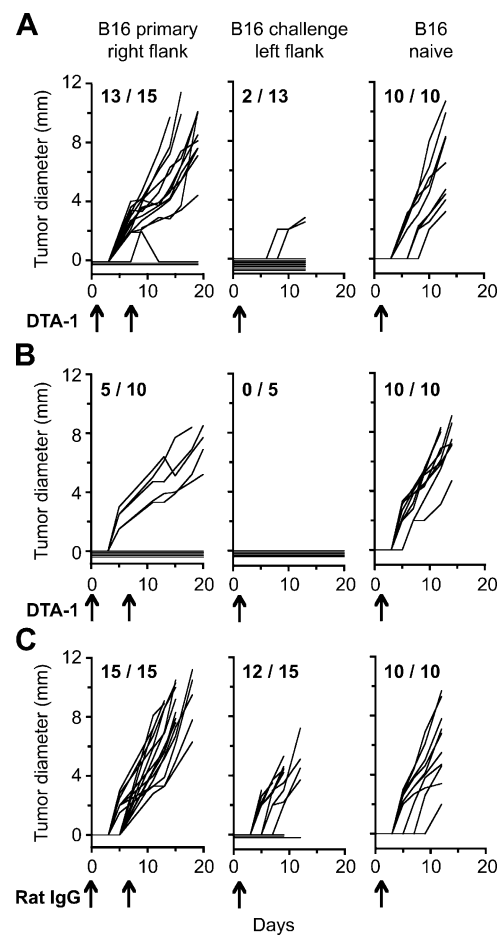 A
B16 primary
right flank
B16 challenge
left flank
B16
naive
Tumor diameter (mm)
12
8
4
0
13 / 15
2 / 13
10 / 10
0 10 20
0 10 20
0 10 20
DTA-1
B
Tumor diameter (mm)
12
8
4
0
5 / 10
0 / 5
10 / 10
0 10 20
0 10 20
0 10 20
DTA-1
C
Tumor diameter (mm)
12
8
4
0
15 / 15
12 / 15
10 / 10
0 10 20
0 10 20
0 10 20
Rat IgG
Days